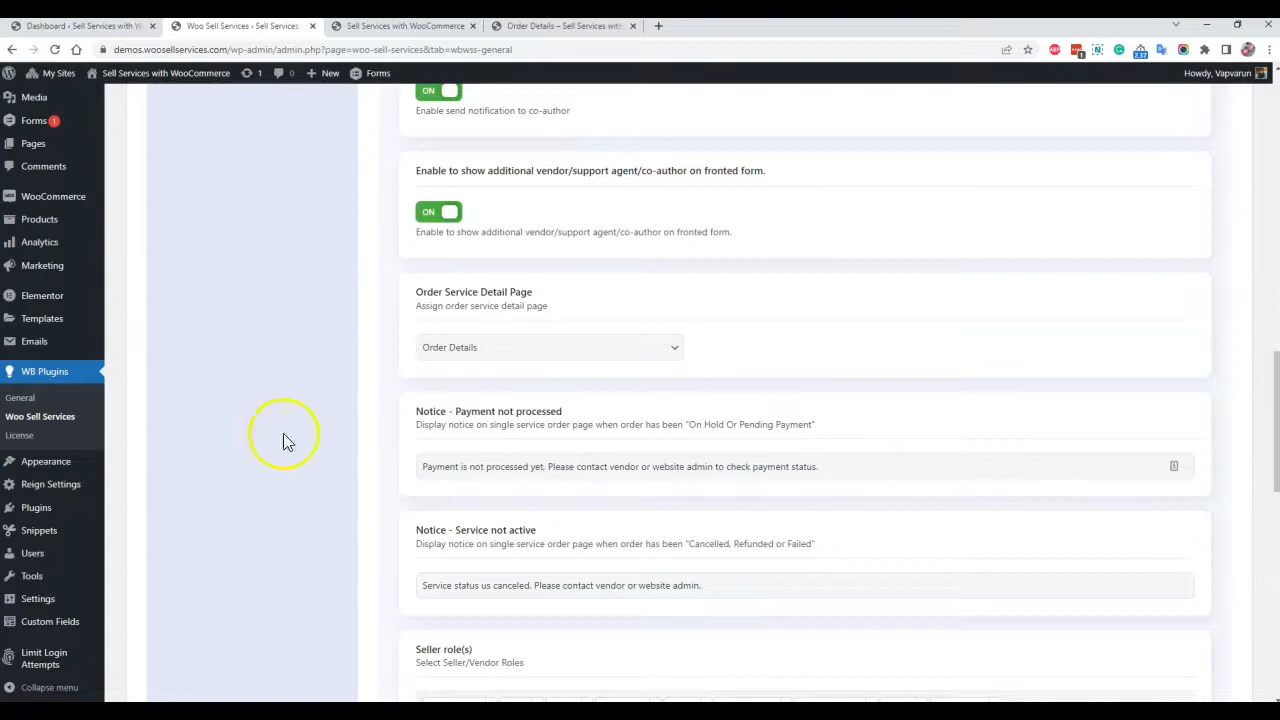 Dashboard ‹ Sell Services with W
Woo Sell Services ‹ Sell Services
Sell Services with WooCommerce
Order Details – Sell Services with
demos.woosellservices.com/wp-admin/admin.php?page=woo-sell-services&tab=wbwss-general
ABP
1
2.37
My Sites
Sell Services with WooCommerce
1
0
New
Forms
Howdy, Vapvarun
Media
Forms 1
Pages
Comments
WooCommerce
Products
Analytics
Marketing
Elementor
Templates
Emails
WB Plugins
General
Woo Sell Services
License
Appearance
Reign Settings
Plugins
Snippets
Users
Tools
Settings
Custom Fields
Limit Login
Attempts
Collapse menu
ON
Enable send notification to co-author
Enable to show additional vendor/support agent/co-author on fronted form.
ON
Enable to show additional vendor/support agent/co-author on fronted form.
Order Service Detail Page
Assign order service detail page
Order Details
Notice - Payment not processed
Display notice on single service order page when order has been "On Hold Or Pending Payment"
Payment is not processed yet. Please contact vendor or website admin to check payment status.
Notice - Service not active
Display notice on single service order page when order has been "Cancelled, Refunded or Failed"
Service status us canceled. Please contact vendor or website admin.
Seller role(s)
Select Seller/Vendor Roles